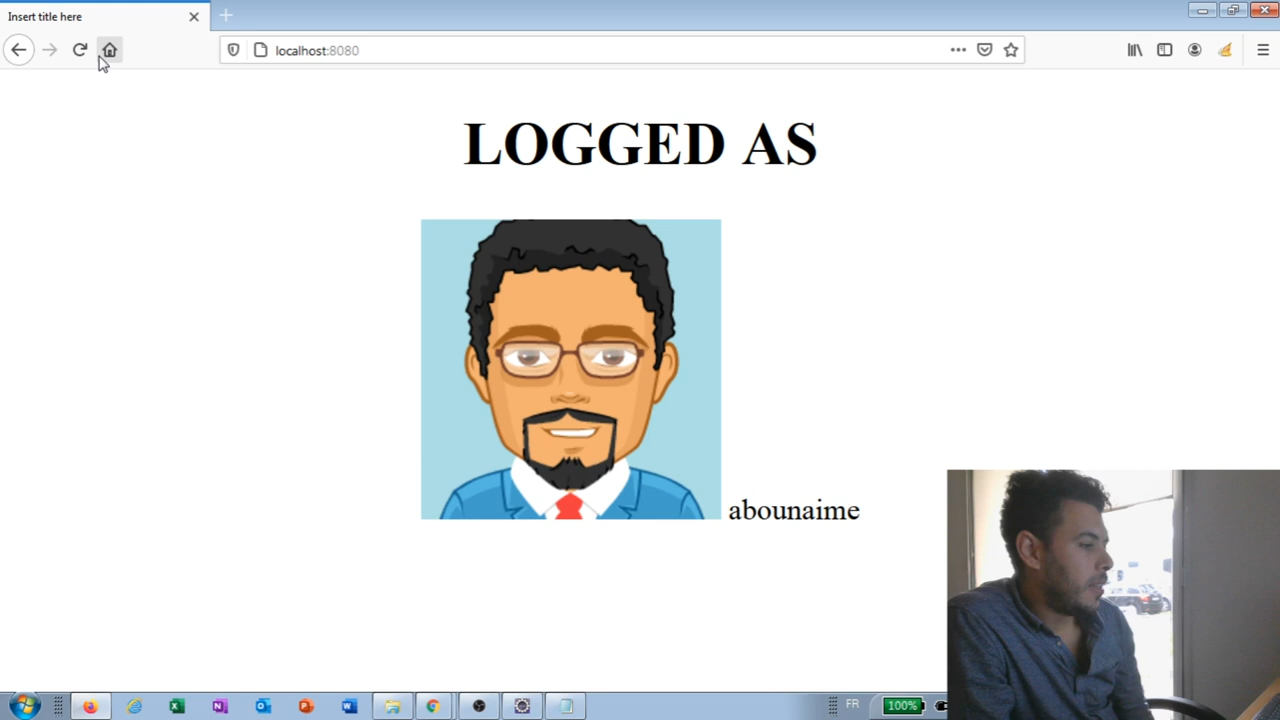 Insert title here
localhost:8080
LOGGED AS
abounaime
FR
100%